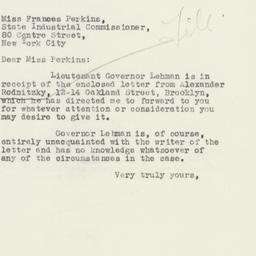 Miss Frances Perkins,
State Industrial Commissioner,
80 Centre Street,
New York City
Dear Miss Perkins:
Lieutenant Governor Lehman is in
receipt of the enclosed letter from Alexander
Rodnitzky, 12-14 Oakland Street, Brooklyn,
which he has directed me to forward to you
for whatever attention or consideration you
may desire to give it.
Governor Lehman is, of course,
entirely unacquainted with the writer of the
letter and has no knowledge whatsoever of
any of the circumstances in the case.
Very truly yours,